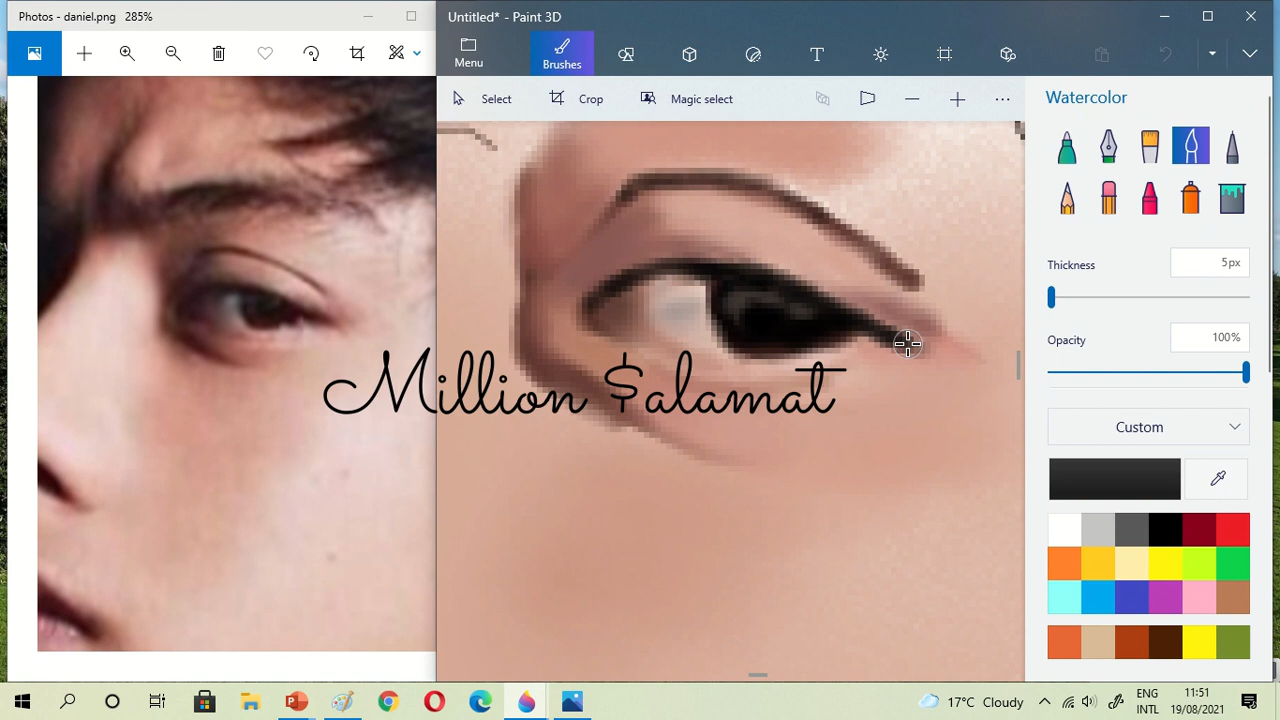 Photos - daniel.png 285%
Untitled* - Paint 3D
Menu
Brushes
Select
Crop
Magic select
Watercolor
Thickness
5px
Opacity
100%
Custom
Million $alamat
17°C Cloudy
ENG
INTL
11:51
19/08/2021